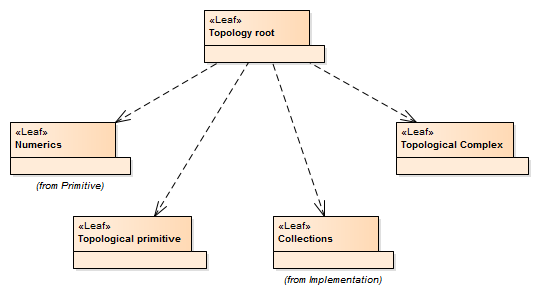 «Leaf»
Topology root
«Leaf»
Numerics
(from Primitive)
«Leaf»
Topological Complex
«Leaf»
Topological primitive
«Leaf»
Collections
(from Implementation)